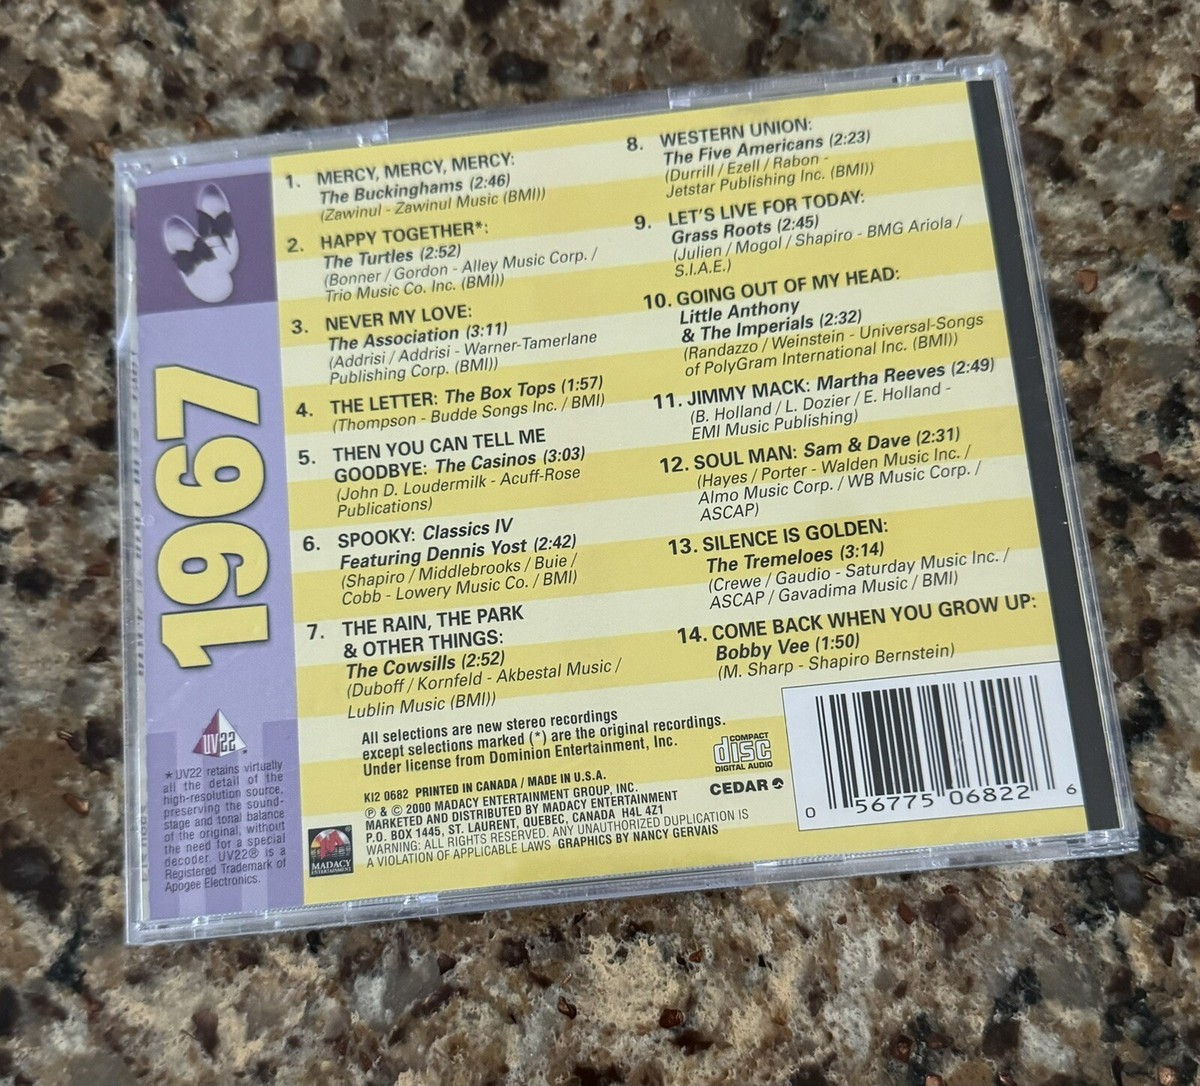 1967
UV22
* UV22 retains virtually
all the detail of the
high-resolution source,
preserving the sound-
stage and tonal balance
of the original, without
the need for a special
decoder. UV22® is a
Registered Trademark of
Apogee Electronics.
1. MERCY, MERCY, MERCY:
The Buckinghams (2:46)
(Zawinul - Zawinul Music (BMI))
2. HAPPY TOGETHER*:
The Turtles (2:52)
(Bonner / Gordon - Alley Music Corp. /
Trio Music Co. Inc. (BMI))
3. NEVER MY LOVE:
The Association (3:11)
(Addrisi / Addrisi - Warner-Tamerlane
Publishing Corp. (BMI))
4. THE LETTER: The Box Tops (1:57)
(Thompson - Budde Songs Inc. / BMI)
5. THEN YOU CAN TELL ME
GOODBYE: The Casinos (3:03)
(John D. Loudermilk - Acuff-Rose
Publications)
6. SPOOKY: Classics IV
Featuring Dennis Yost (2:42)
(Shapiro / Middlebrooks / Buie /
Cobb - Lowery Music Co. / BMI)
7. THE RAIN, THE PARK
& OTHER THINGS:
The Cowsills (2:52)
(Duboff / Kornfeld - Akbestal Music /
Lublin Music (BMI))
8. WESTERN UNION:
The Five Americans (2:23)
(Durrill / Ezell / Rabon -
Jetstar Publishing Inc. (BMI))
9. LET'S LIVE FOR TODAY:
Grass Roots (2:45)
(Julien / Mogol / Shapiro - BMG Ariola /
S.I.A.E.)
10. GOING OUT OF MY HEAD:
Little Anthony
& The Imperials (2:32)
(Randazzo / Weinstein - Universal-Songs
of PolyGram International Inc. (BMI))
11. JIMMY MACK: Martha Reeves (2:49)
(B. Holland / L. Dozier / E. Holland -
EMI Music Publishing)
12. SOUL MAN: Sam & Dave (2:31)
(Hayes / Porter - Walden Music Inc. /
Almo Music Corp. / WB Music Corp. /
ASCAP)
13. SILENCE IS GOLDEN:
The Tremeloes (3:14)
(Crewe / Gaudio - Saturday Music Inc. /
ASCAP / Gavadima Music / BMI)
14. COME BACK WHEN YOU GROW UP:
Bobby Vee (1:50)
(M. Sharp - Shapiro Bernstein)
All selections are new stereo recordings
except selections marked (*) are the original recordings.
Under license from Dominion Entertainment, Inc.
KI2 0682 PRINTED IN CANADA / MADE IN U.S.A.
℗ & © 2000 MADACY ENTERTAINMENT GROUP, INC.
MARKETED AND DISTRIBUTED BY MADACY ENTERTAINMENT
P.O. BOX 1445, ST. LAURENT, QUEBEC, CANADA H4L 4Z1
WARNING: ALL RIGHTS RESERVED. ANY UNAUTHORIZED DUPLICATION IS
A VIOLATION OF APPLICABLE LAWS GRAPHICS BY NANCY GERVAIS
MADACY
ENTERTAINMENT
COMPACT
disc
DIGITAL AUDIO
CEDAR
0 56775 06822 6